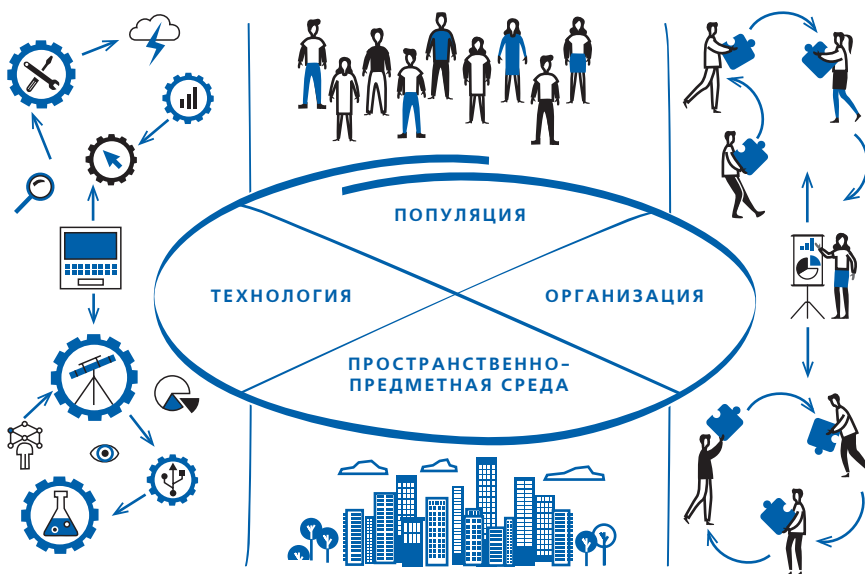 ПОПУЛЯЦИЯ
ТЕХНОЛОГИЯ
ОРГАНИЗАЦИЯ
ПРОСТРАНСТВЕННО-
ПРЕДМЕТНАЯ СРЕДА